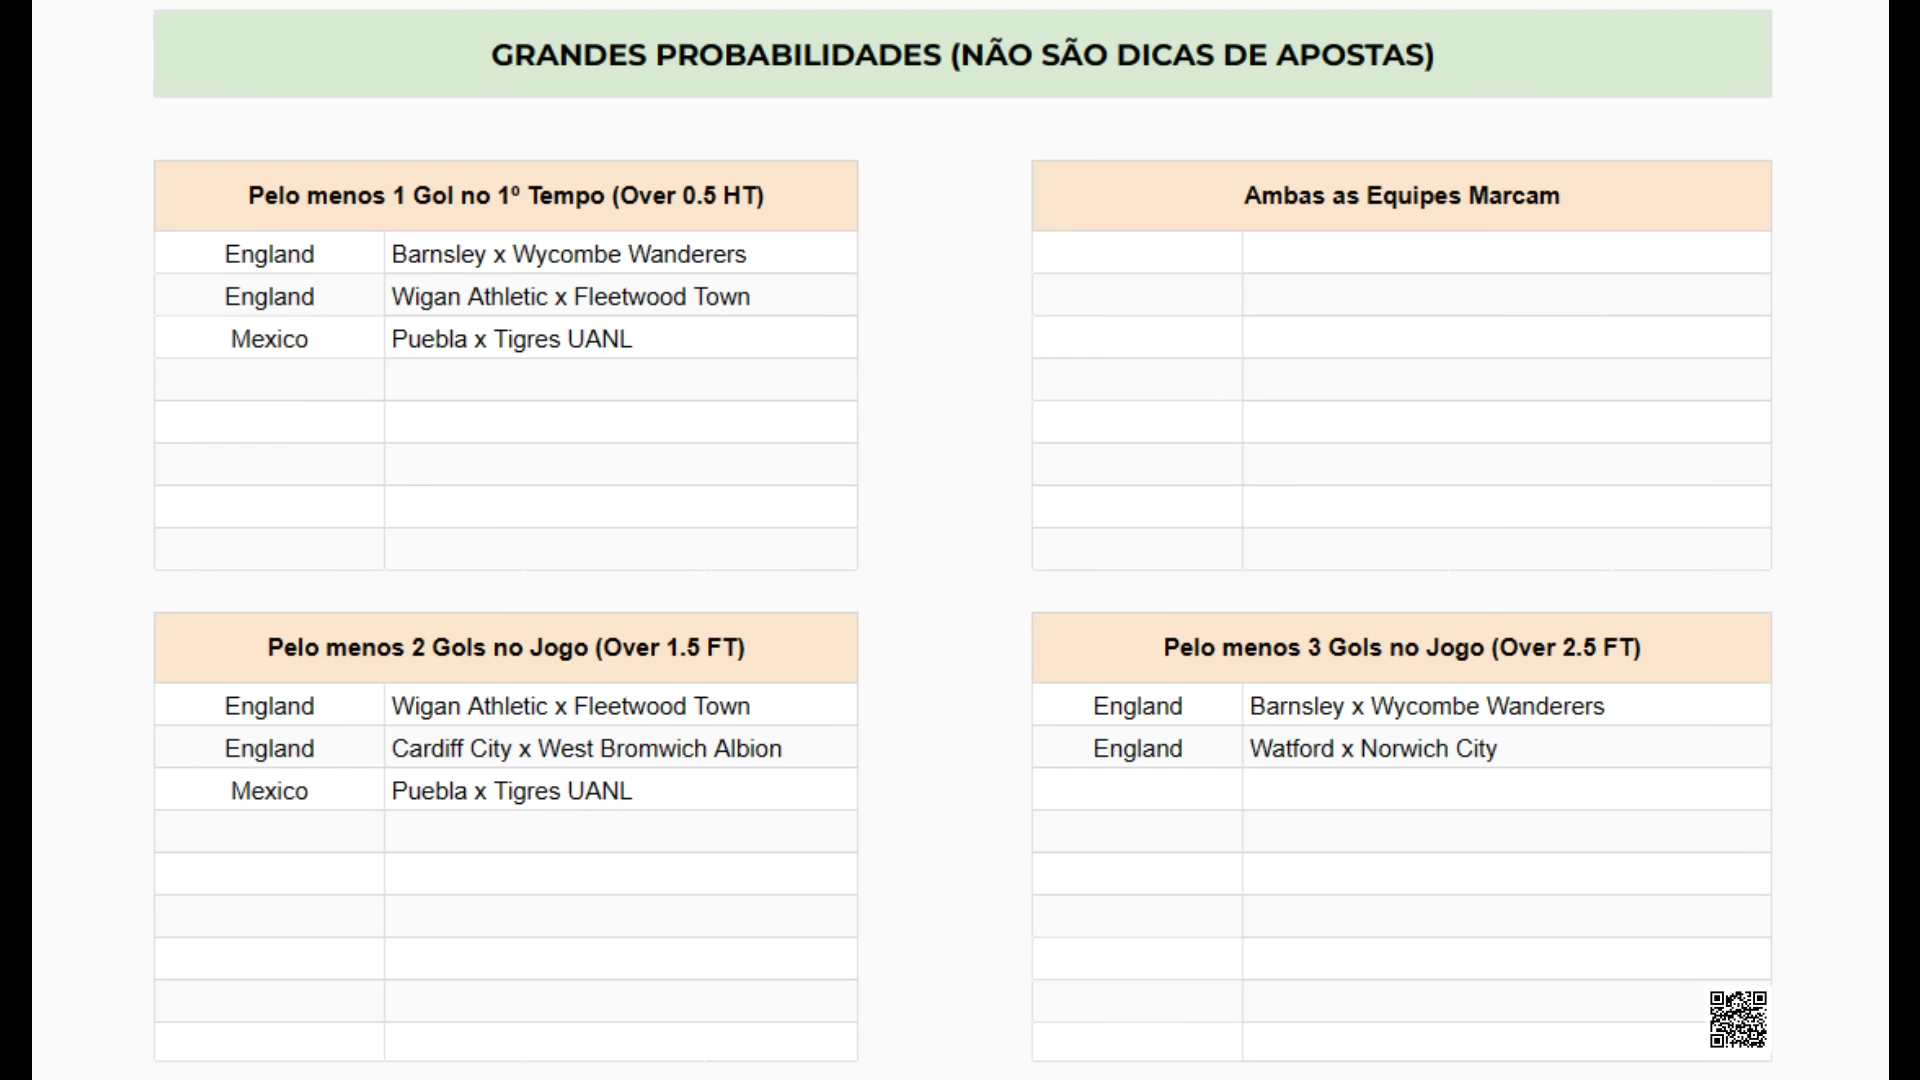 GRANDES PROBABILIDADES (NÃO SÃO DICAS DE APOSTAS)
Pelo menos 1 Gol no 1º Tempo (Over 0.5 HT)
England Barnsley x Wycombe Wanderers
England Wigan Athletic x Fleetwood Town
Mexico Puebla x Tigres UANL
Ambas as Equipes Marcam
Pelo menos 2 Gols no Jogo (Over 1.5 FT)
England Wigan Athletic x Fleetwood Town
England Cardiff City x West Bromwich Albion
Mexico Puebla x Tigres UANL
Pelo menos 3 Gols no Jogo (Over 2.5 FT)
England Barnsley x Wycombe Wanderers
England Watford x Norwich City